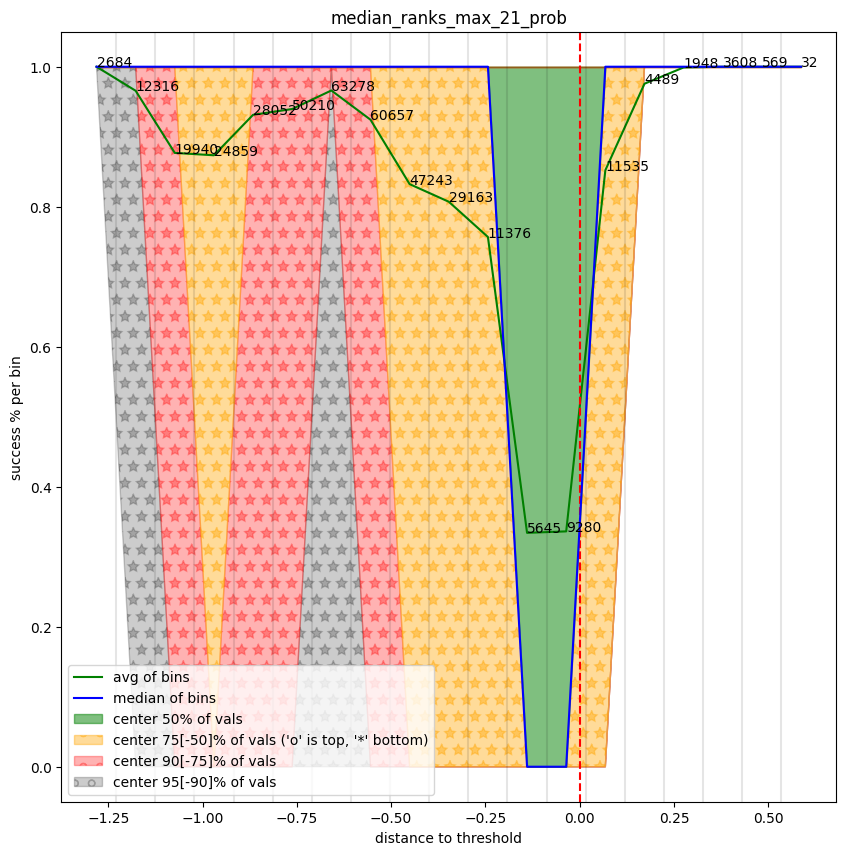 median_ranks_max_21_prob
success % per bin
1.0
0.8
0.6
0.4
0.2
0.0
2684
12316
19940
24859
28052
50210
63278
60657
47243
29163
11376
5645
9280
11535
4489
1948
3608
569
32
avg of bins
median of bins
center 50% of vals
center 75[-50]% of vals ('o' is top, '*' bottom)
center 90[-75]% of vals
center 95[-90]% of vals
−1.25 −1.00 −0.75 −0.50 −0.25 0.00 0.25 0.50
distance to threshold